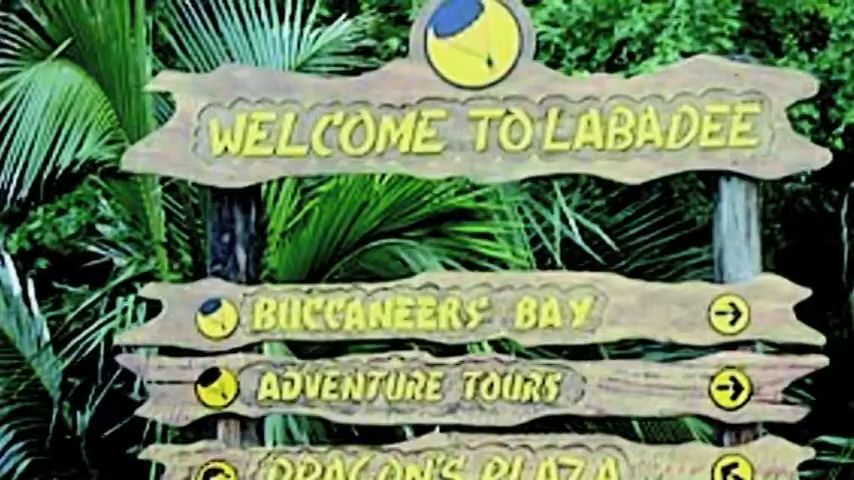 WELCOME TO LABADEE
BUCCANEERS' BAY
ADVENTURE TOURS
DRAGON'S PLAZA